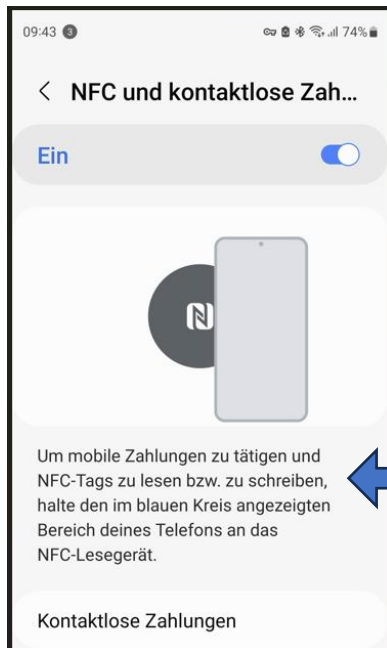 09:43 3 74%
NFC und kontaktlose Zah...
Ein
Um mobile Zahlungen zu tätigen und
NFC-Tags zu lesen bzw. zu schreiben,
halte den im blauen Kreis angezeigten
Bereich deines Telefons an das
NFC-Lesegerät.
Kontaktlose Zahlungen